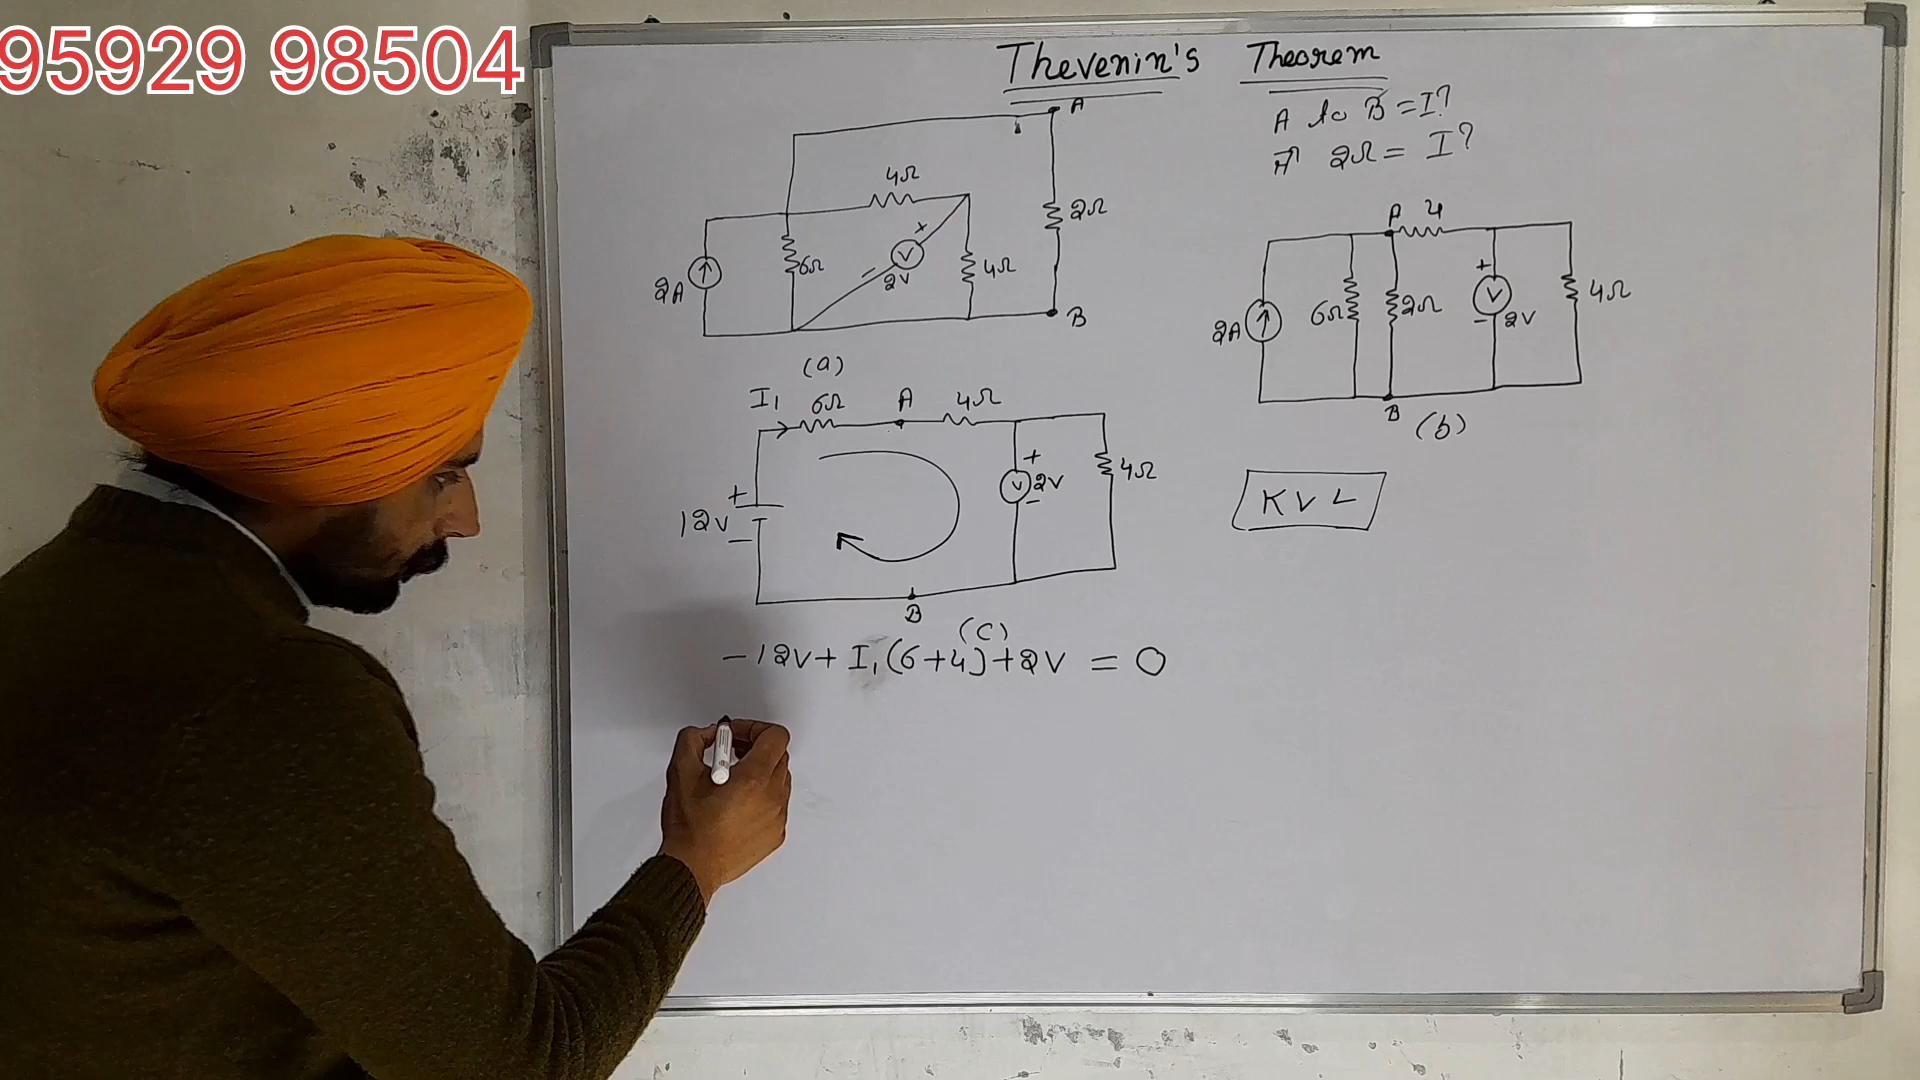 95929 98504
Thevenin's Theorem
A to B = I?
में 2Ω = I?
A
4Ω
2Ω
+
6Ω
V
4Ω
2A
-
2V
B
(a)
A 4
+
6Ω 2Ω V 4Ω
2A
- 2V
B
(b)
I₁ 6Ω A 4Ω
+
4Ω
+ V 2V
12V
-
-
B
(c)
KVL
-12V + I₁(6+4)+2V = 0